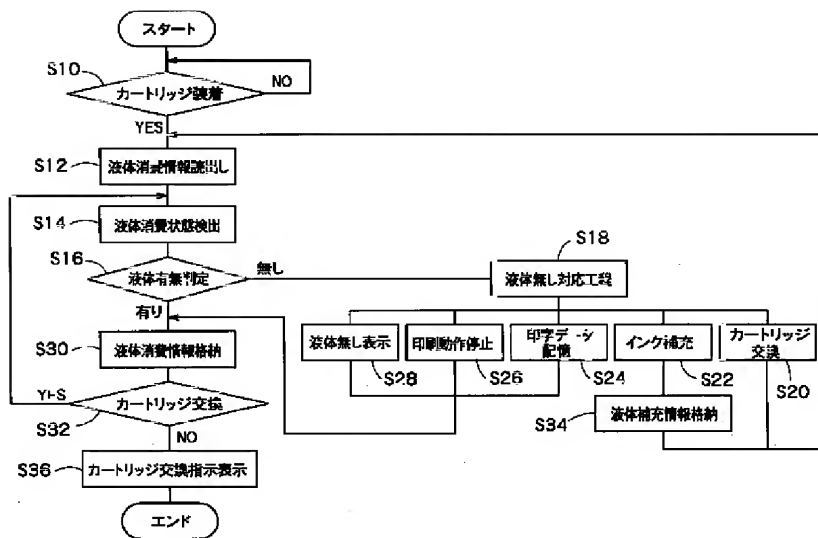 スタート
S10
カートリッジ装着
NO
YES
S12
液体消費情報読出し
S14
液体消費状態検出
S16
液体有無判定
無し
有り
S18
液体無し対応工段
液体無し表示
S28
印刷動作停止
S26
印字データ
記憶
S24
インク補充
S22
カートリッジ
交換
S20
S34
液体補充情報格納
S30
液体消費情報格納
YES
カートリッジ交換
S32
NO
S36
カートリッジ交換指示表示
エンド